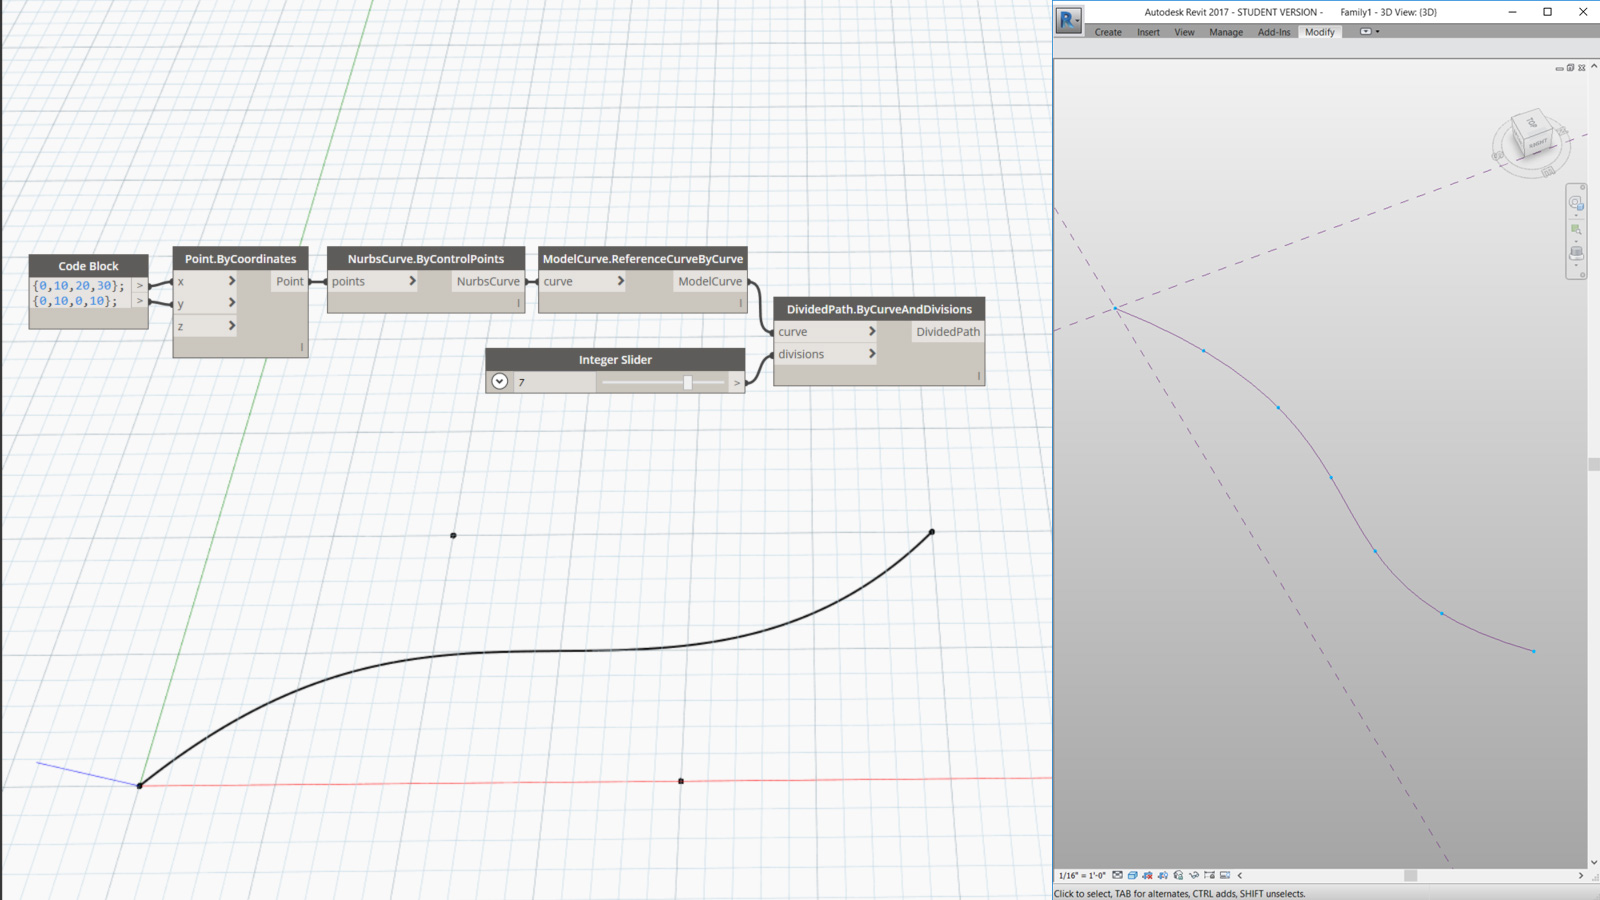 Code Block
{0,10,20,30}; >
{0,10,0,10}; >
Point.ByCoordinates
x > Point
y >
z >
NurbsCurve.ByControlPoints
points > NurbsCurve
ModelCurve.ReferenceCurveByCurve
curve > ModelCurve
DividedPath.ByCurveAndDivisions
curve > DividedPath
divisions >
Integer Slider
7 >
Autodesk Revit 2017 - STUDENT VERSION - Family1 - 3D View: {3D}
Create Insert View Manage Add-Ins Modify
TOP
1/16" = 1'-0"
Click to select, TAB for alternates, CTRL adds, SHIFT unselects.